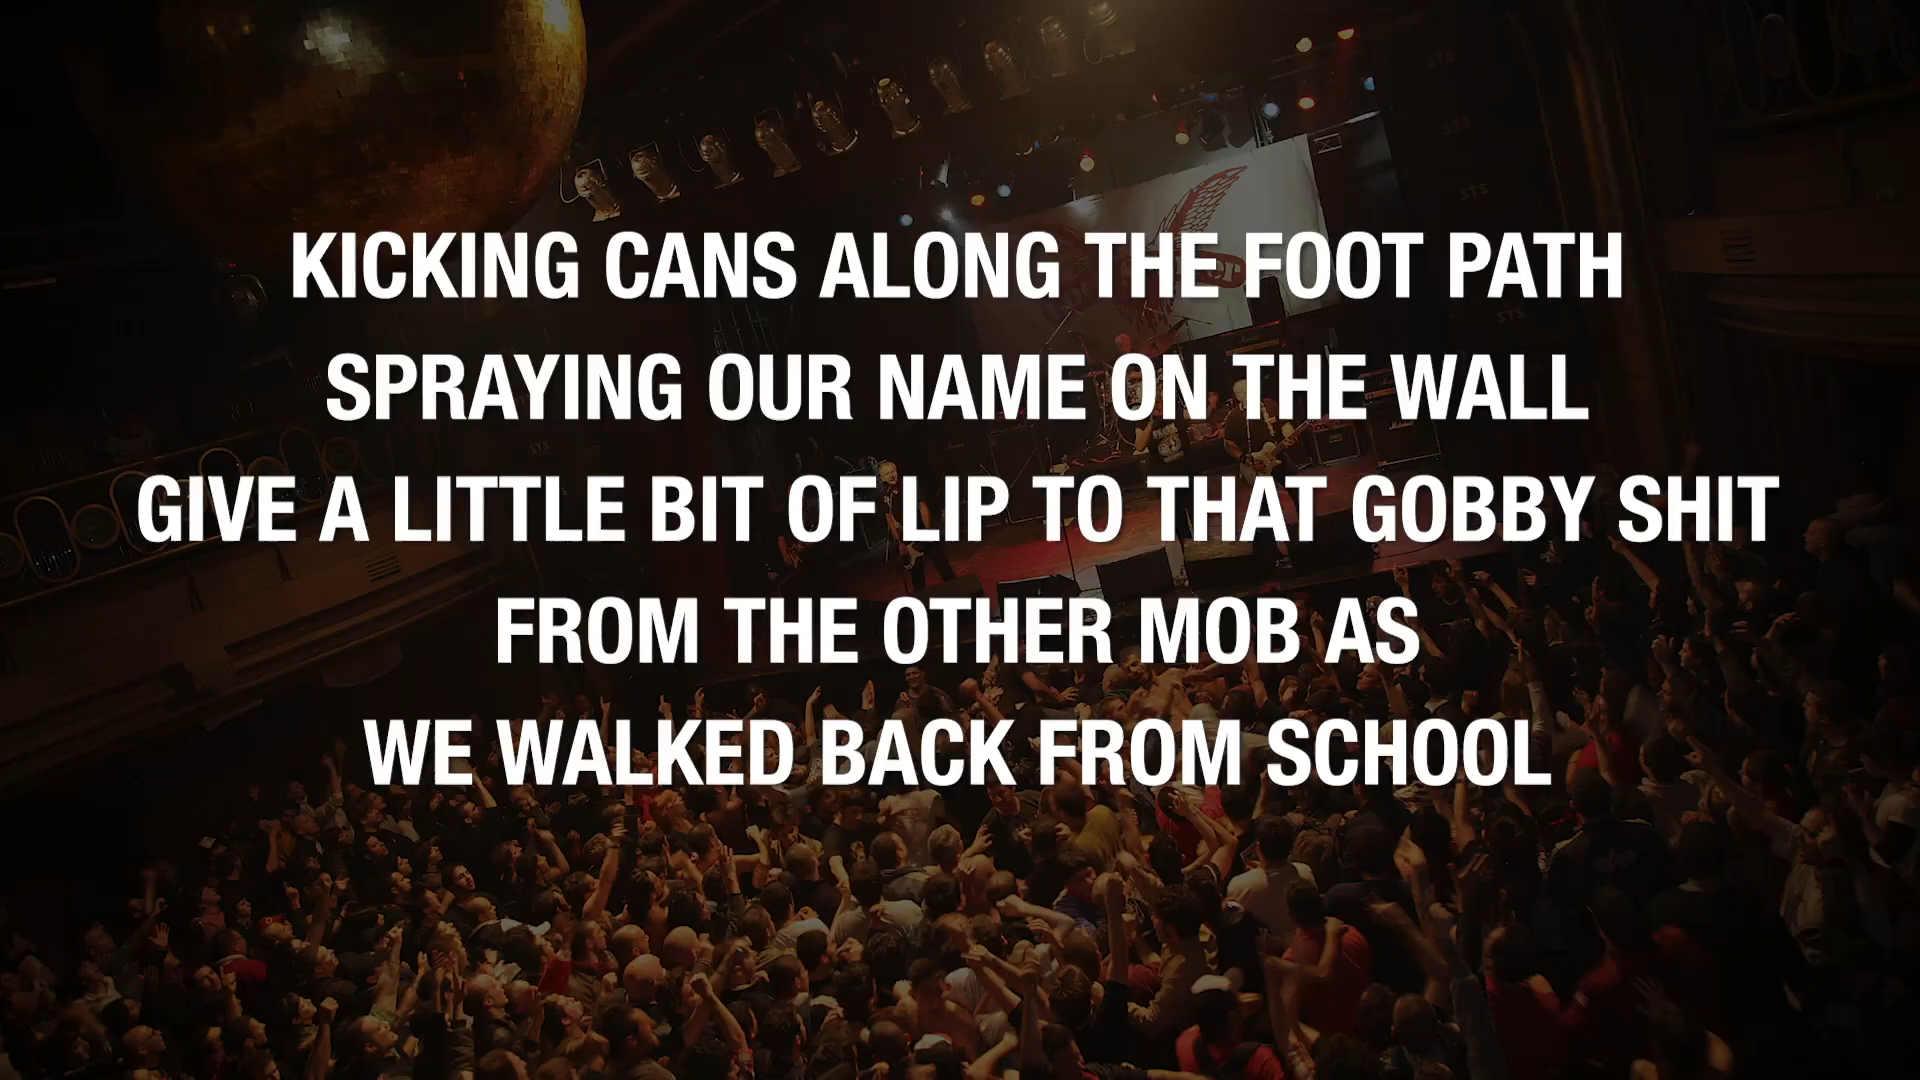 KICKING CANS ALONG THE FOOT PATH
SPRAYING OUR NAME ON THE WALL
GIVE A LITTLE BIT OF LIP TO THAT GOBBY SHIT
FROM THE OTHER MOB AS
WE WALKED BACK FROM SCHOOL